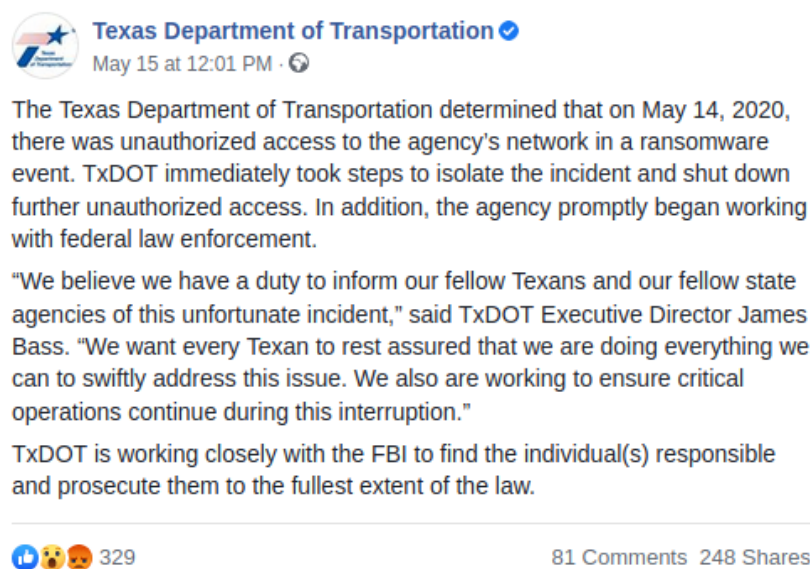 Texas Department of Transportation
May 15 at 12:01 PM ·
The Texas Department of Transportation determined that on May 14, 2020,
there was unauthorized access to the agency’s network in a ransomware
event. TxDOT immediately took steps to isolate the incident and shut down
further unauthorized access. In addition, the agency promptly began working
with federal law enforcement.
“We believe we have a duty to inform our fellow Texans and our fellow state
agencies of this unfortunate incident,” said TxDOT Executive Director James
Bass. “We want every Texan to rest assured that we are doing everything we
can to swiftly address this issue. We also are working to ensure critical
operations continue during this interruption.”
TxDOT is working closely with the FBI to find the individual(s) responsible
and prosecute them to the fullest extent of the law.
329 81 Comments 248 Shares
Texas
Department
of Transportation